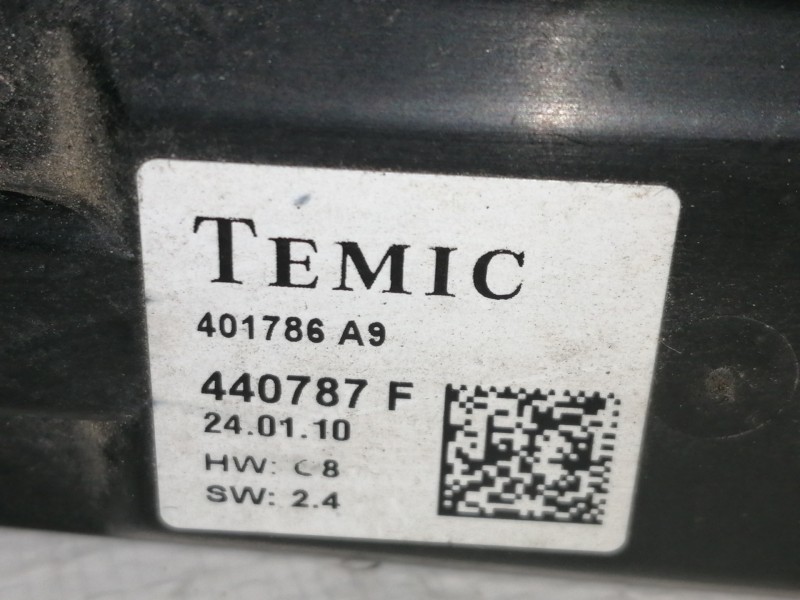 TEMIC
401786 A9
440787 F
24.01.10
HW: C8
SW: 2.4